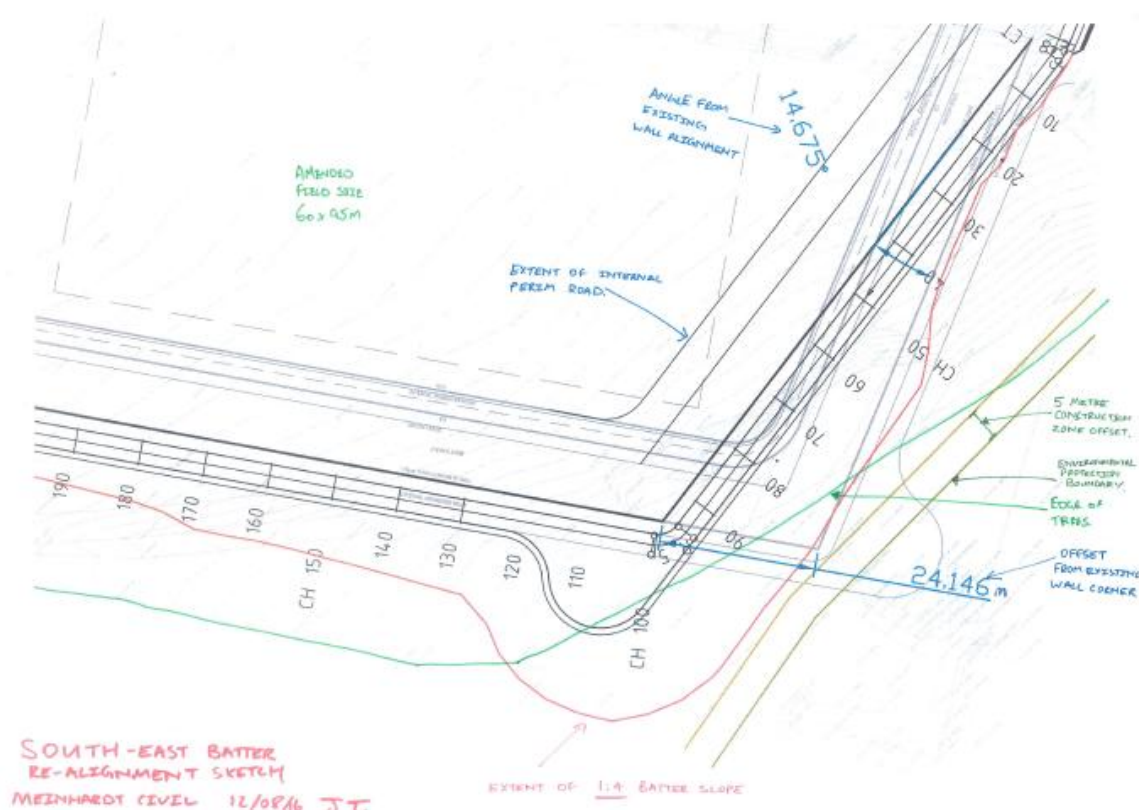 ANGLE FROM
EXISTING
WALL ALIGNMENT
14.675°
AMENDED
FIELD SIZE
60 x 95M
EXTENT OF INTERNAL
PERIM ROAD.
10
20
30
CH 50
60
70
80
90
5 METRE
CONSTRUCTION
ZONE OFFSET.
ENVIRONMENTAL
PROTECTION
BOUNDARY.
EDGE OF
TREES
OFFSET
FROM EXISTING
WALL CORNER
24.146 m
190
180
170
160
CH 150
140
130
120
110
CH 100
SOUTH-EAST BATTER
RE-ALIGNMENT SKETCH
MEINHARDT CIVIL 12/08/16 J.T.
EXTENT OF 1:4 BATTER SLOPE